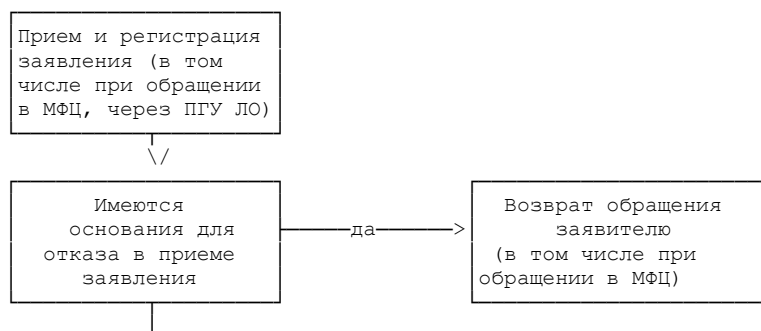 Прием и регистрация
заявления (в том
числе при обращении
в МФЦ, через ПГУ ЛО)
Имеются
основания для
отказа в приеме
заявления
да
Возврат обращения
заявителю
(в том числе при
обращении в МФЦ)